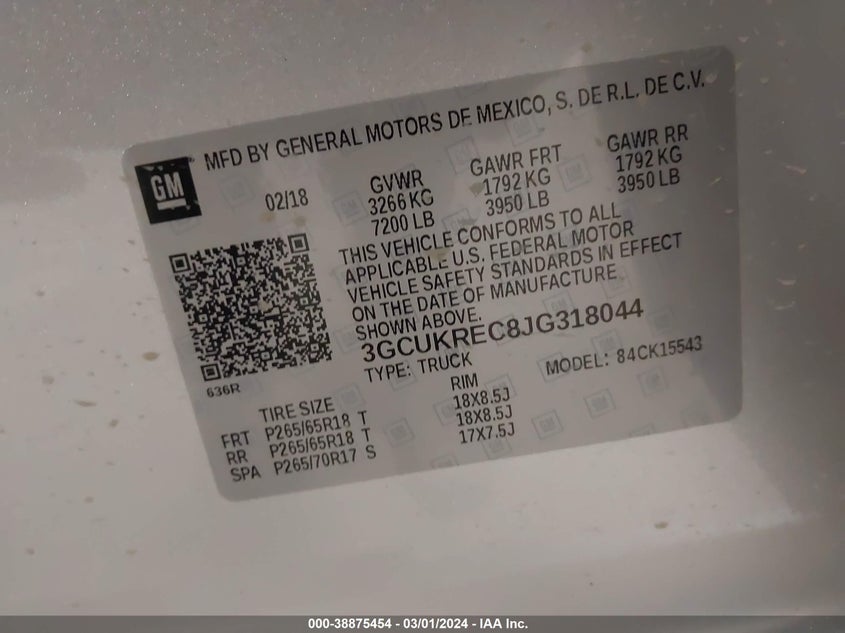 MFD BY GENERAL MOTORS DE MEXICO, S. DE R.L. DE C.V.
GM
02/18
GVWR GAWR FRT GAWR RR
3266 KG 1792 KG 1792 KG
7200 LB 3950 LB 3950 LB
THIS VEHICLE CONFORMS TO ALL
APPLICABLE U.S. FEDERAL MOTOR
VEHICLE SAFETY STANDARDS IN EFFECT
ON THE DATE OF MANUFACTURE
SHOWN ABOVE.
3GCUKREC8JG318044
TYPE: TRUCK MODEL: 84CK15543
636R
TIRE SIZE RIM
FRT P265/65R18 T 18X8.5J
RR P265/65R18 T 18X8.5J
SPA P265/70R17 S 17X7.5J
000-38875454 - 03/01/2024 - IAA Inc.